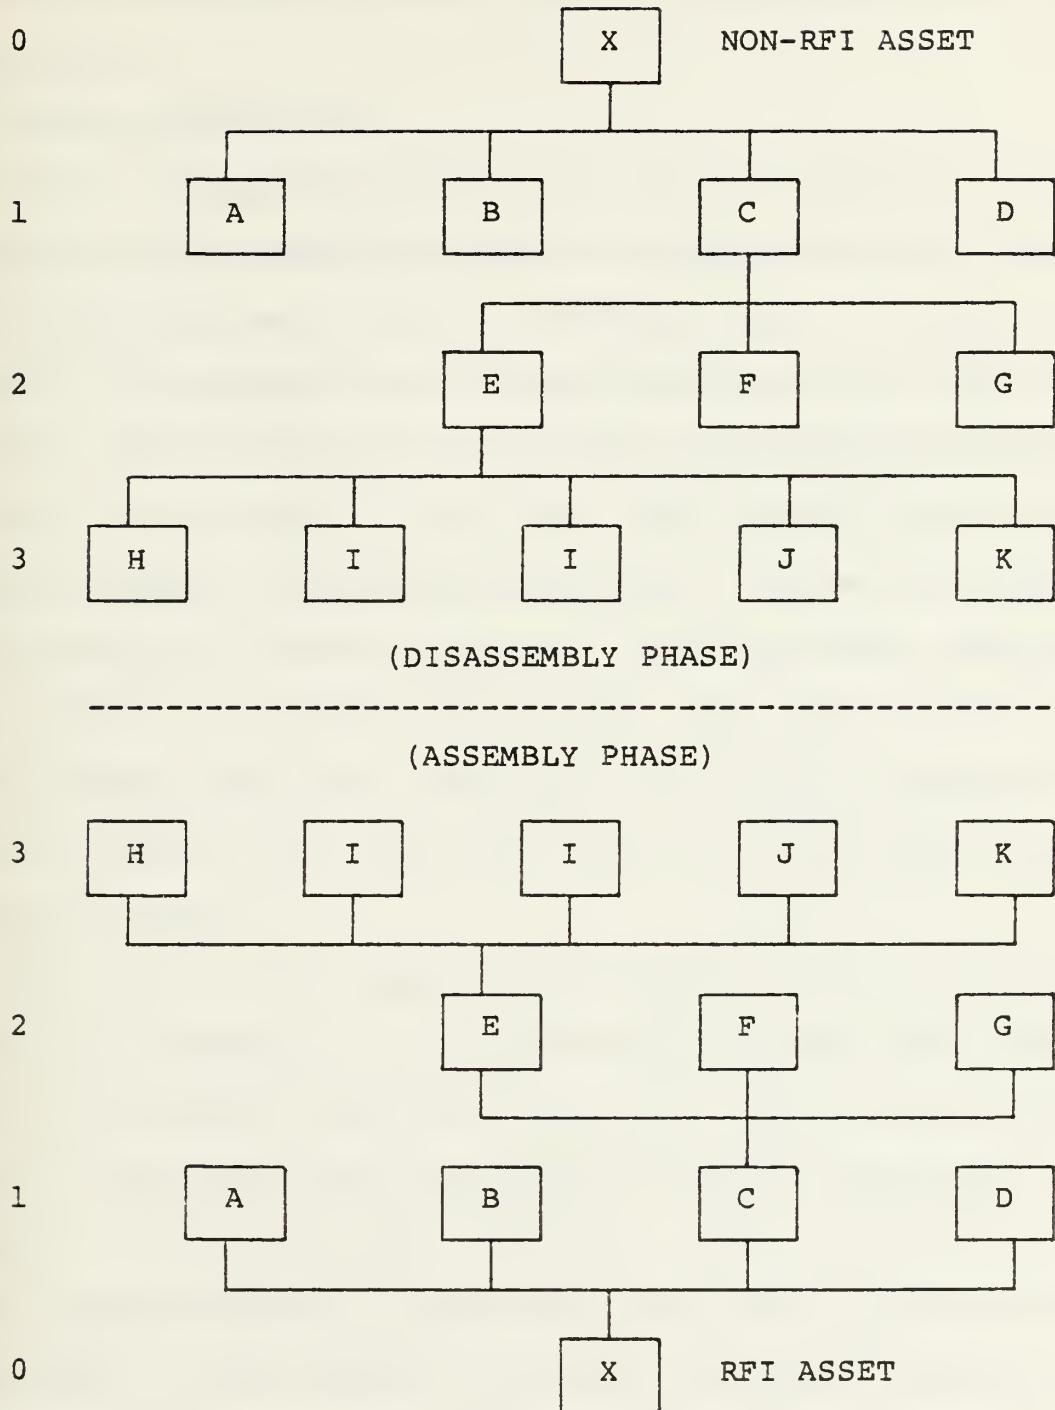 0 X NON-RFI ASSET
1 A B C D
2 E F G
3 H I I J K
(DISASSEMBLY PHASE)
(ASSEMBLY PHASE)
3 H I I J K
2 E F G
1 A B C D
0 X RFI ASSET